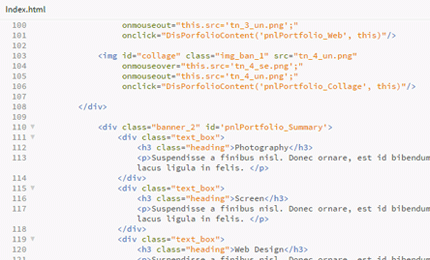 Index.html
100 onmouseout="this.src='tn_3_un.png';"
101 onclick="DisPorfolioContent('pnlPortfolio_Web', this)"/>
102
103 <img id="collage" class="img_ban_1" src="tn_4_un.png"
104 onmouseover="this.src='tn_4_se.png';"
105 onmouseout="this.src='tn_4_un.png';"
106 onclick="DisPorfolioContent('pnlPortfolio_Collage', this)"/>
107
108 </div>
109
110 <div class="banner_2" id='pnlPortfolio_Summary'>
111 <div class="text_box">
112 <h3 class="heading">Photography</h3>
113 <p>Suspendisse a finibus nisl. Donec ornare, est id bibendum
lacus ligula in felis. </p>
114 </div>
115 <div class="text_box">
116 <h3 class="heading">Screen</h3>
117 <p>Suspendisse a finibus nisl. Donec ornare, est id bibendum
lacus ligula in felis. </p>
118 </div>
119 <div class="text_box">
120 <h3 class="heading">Web Design</h3>